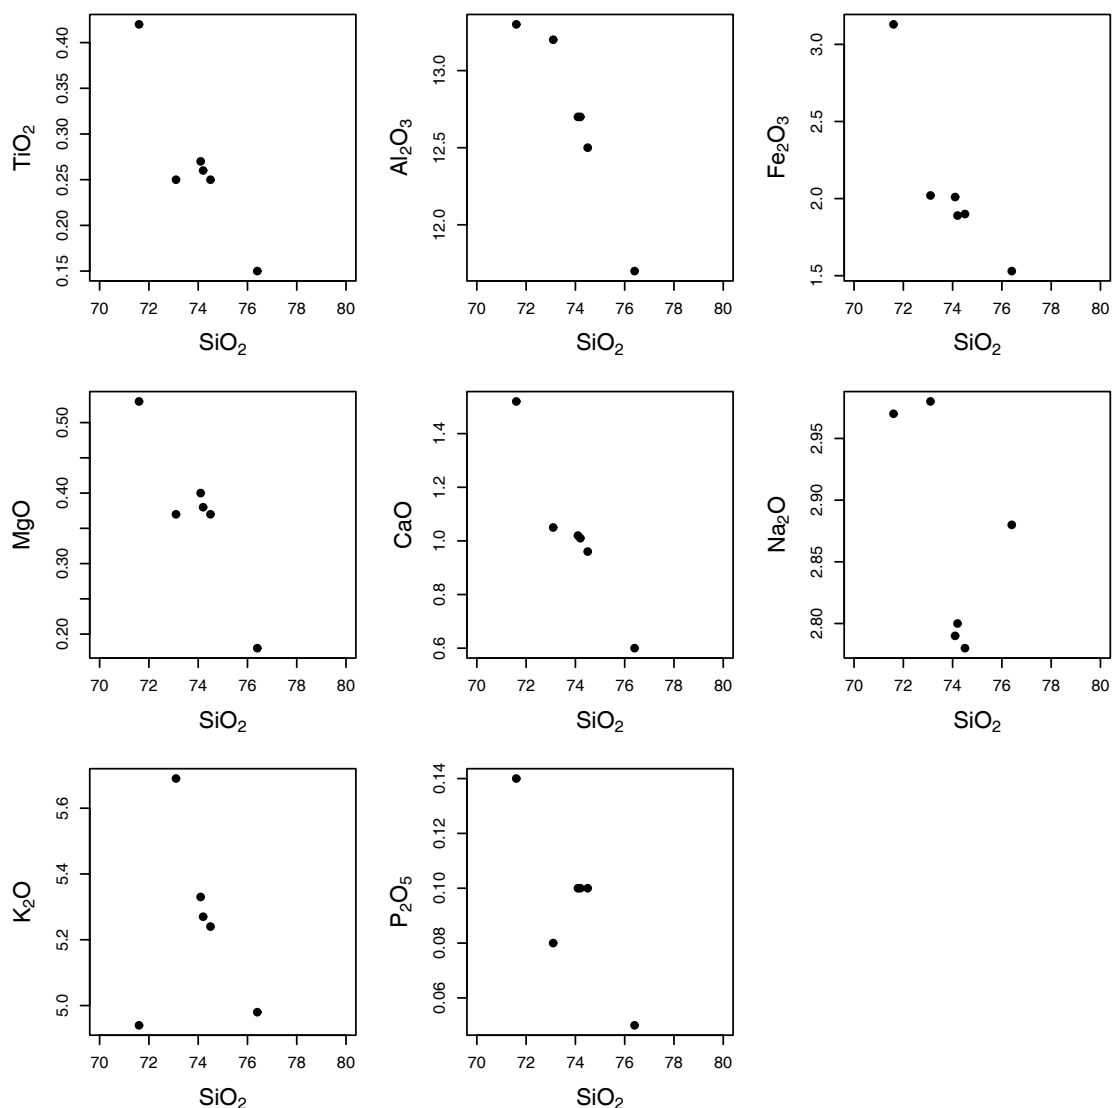 TiO2
0.15 0.20 0.25 0.30 0.35 0.40
70 72 74 76 78 80
SiO2
Al2O3
12.0 12.5 13.0
70 72 74 76 78 80
SiO2
Fe2O3
1.5 2.0 2.5 3.0
70 72 74 76 78 80
SiO2
MgO
0.20 0.30 0.40 0.50
70 72 74 76 78 80
SiO2
CaO
0.6 0.8 1.0 1.2 1.4
70 72 74 76 78 80
SiO2
Na2O
2.80 2.85 2.90 2.95
70 72 74 76 78 80
SiO2
K2O
5.0 5.2 5.4 5.6
70 72 74 76 78 80
SiO2
P2O5
0.06 0.08 0.10 0.12 0.14
70 72 74 76 78 80
SiO2